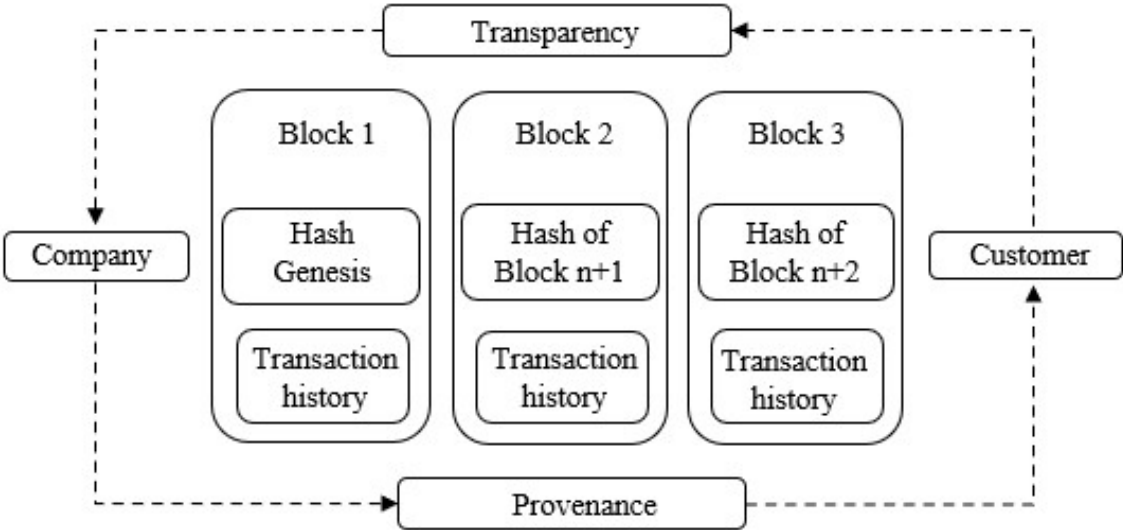 Transparency
Block 1
Block 2
Block 3
Hash
Genesis
Hash of
Block n+1
Hash of
Block n+2
Company
Customer
Transaction
history
Transaction
history
Transaction
history
Provenance